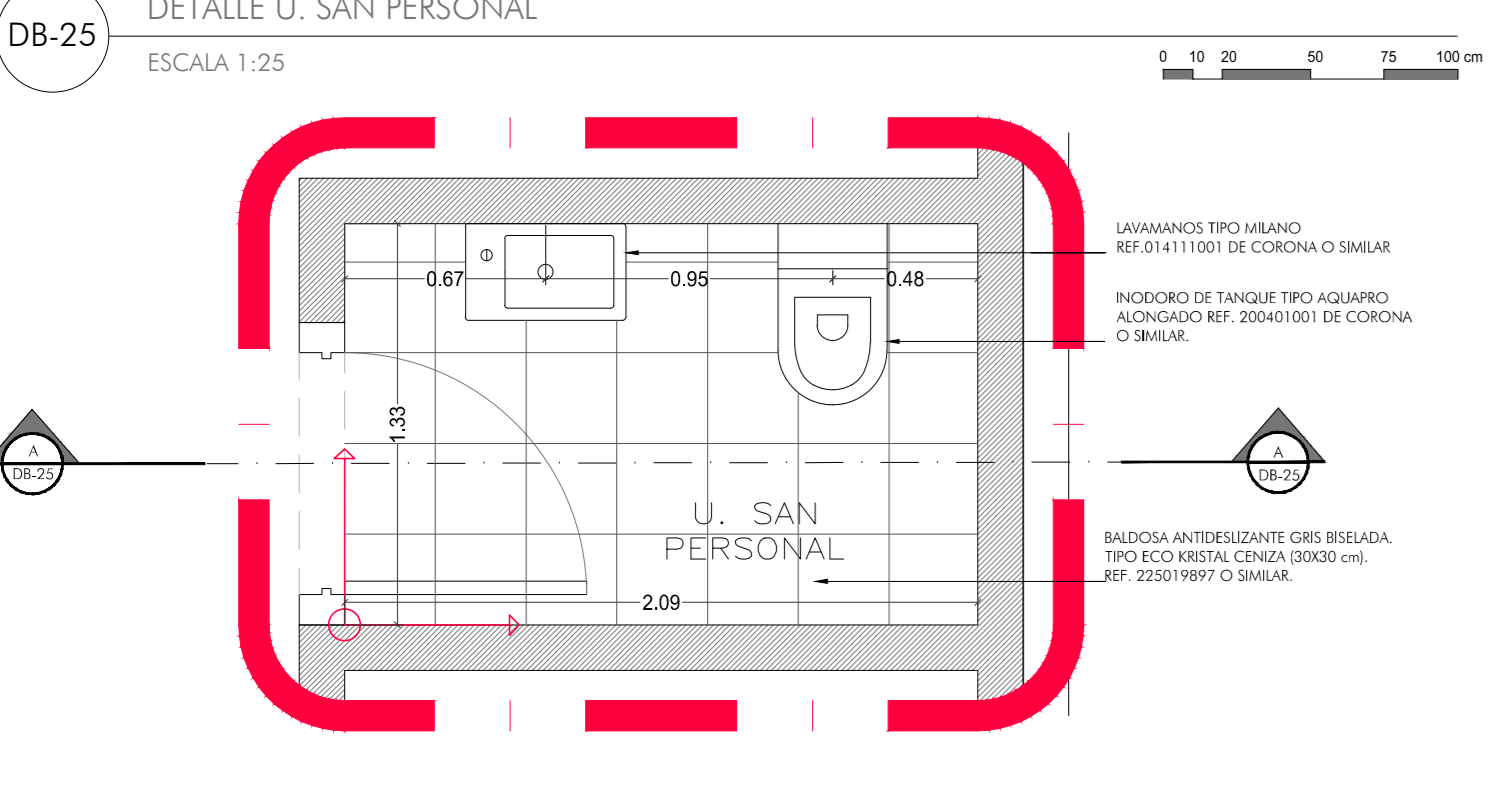 DETALLE U. SAN PERSONAL
DB-25
ESCALA 1:25
0 10 20 50 75 100 cm
LAVAMANOS TIPO MILANO
REF.014111001 DE CORONA O SIMILAR
0.67 0.95 0.48
INODORO DE TANQUE TIPO AQUAPRO
ALONGADO REF. 200401001 DE CORONA
O SIMILAR.
1.33
A
DB-25
A
DB-25
U. SAN
PERSONAL
BALDOSA ANTIDESLIZANTE GRIS BISELADA.
TIPO ECO KRISTAL CENIZA (30X30 cm).
REF. 225019897 O SIMILAR.
2.09